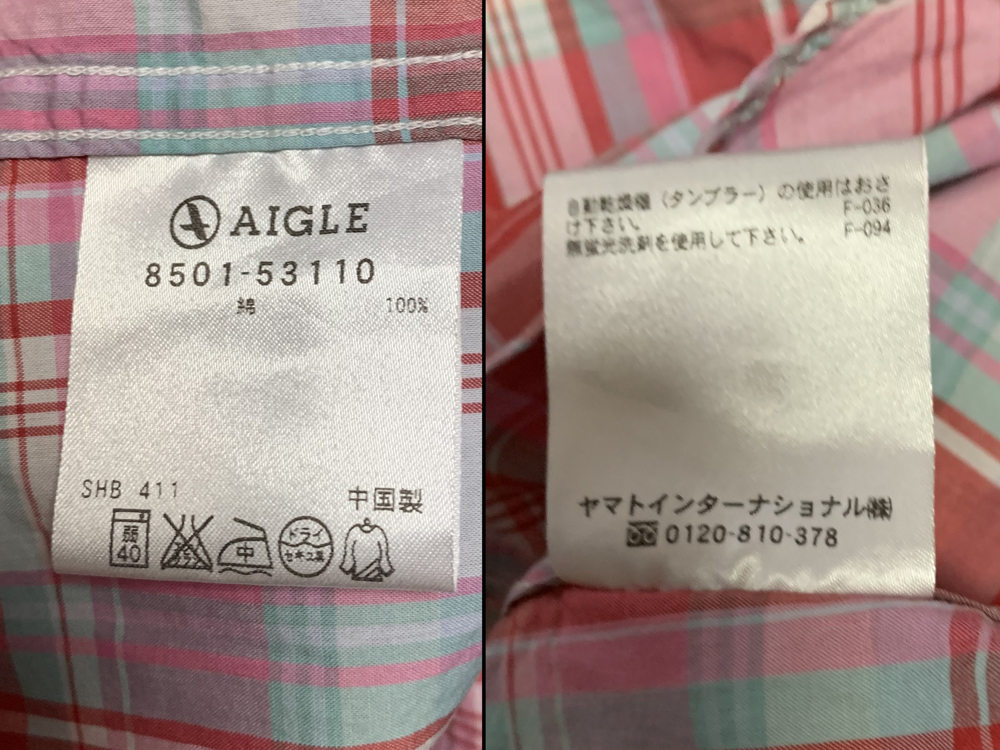 AIGLE
8501-53110
綿 100%
SHB 411
中国製
弱
40
中
ドライ
セキユ系
自動乾燥機（タンブラー）の使用はおさ
け下さい。 F-036
無蛍光洗剤を使用して下さい。 F-094
ヤマトインターナショナル㈱
0120-810-378